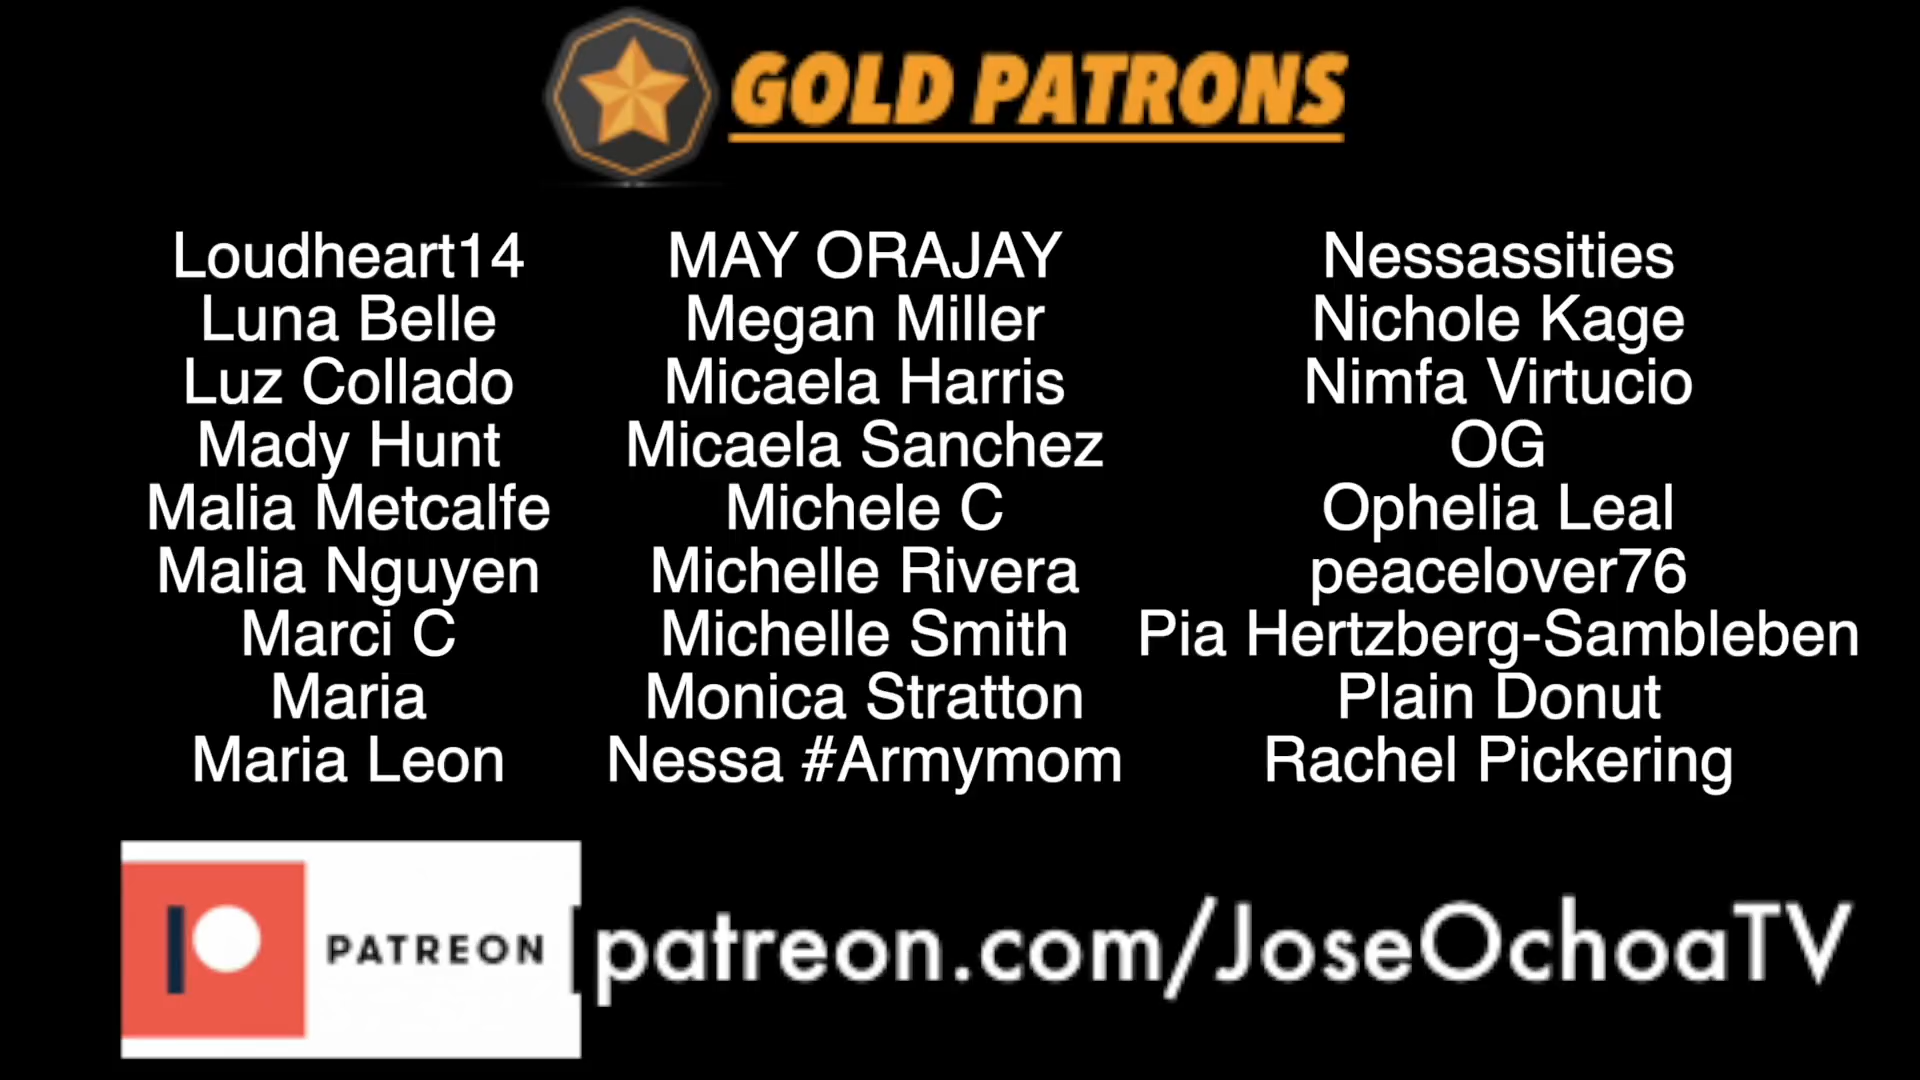 GOLD PATRONS
Loudheart14
Luna Belle
Luz Collado
Mady Hunt
Malia Metcalfe
Malia Nguyen
Marci C
Maria
Maria Leon
MAY ORAJAY
Megan Miller
Micaela Harris
Micaela Sanchez
Michele C
Michelle Rivera
Michelle Smith
Monica Stratton
Nessa #Armymom
Nessassities
Nichole Kage
Nimfa Virtucio
OG
Ophelia Leal
peacelover76
Pia Hertzberg-Sambleben
Plain Donut
Rachel Pickering
PATREON
patreon.com/JoseOchoaTV